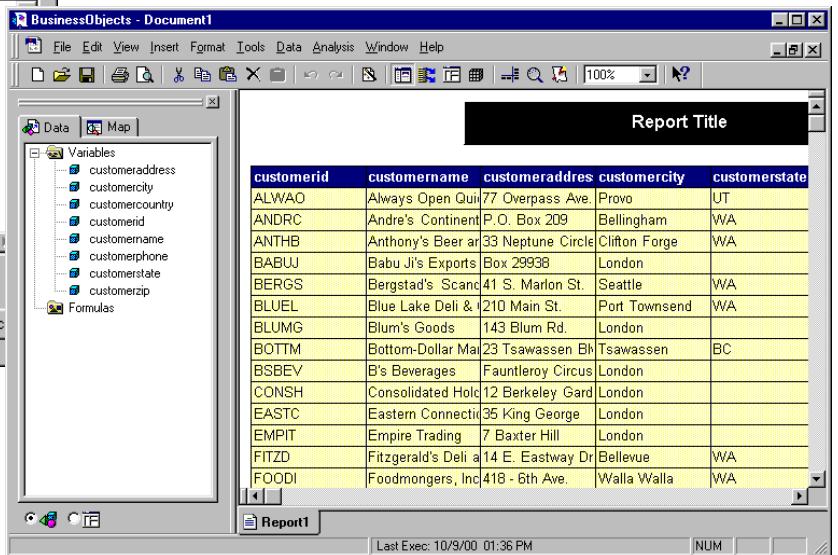 BusinessObjects - Document1
File Edit View Insert Format Tools Data Analysis Window Help
100%
Data Map
Variables
customeraddress
customercity
customercountry
customerid
customername
customerphone
customerstate
customerzip
Formulas
Report Title
customerid customername customeraddres customercity customerstate
ALWAO Always Open Qui 77 Overpass Ave. Provo UT
ANDRC Andre's Continent P.O. Box 209 Bellingham WA
ANTHB Anthony's Beer ar 33 Neptune Circle Clifton Forge WA
BABUJ Babu Ji's Exports Box 29938 London
BERGS Bergstad's Scand 41 S. Marlon St. Seattle WA
BLUEL Blue Lake Deli & 210 Main St. Port Townsend WA
BLUMG Blum's Goods 143 Blum Rd. London
BOTTM Bottom-Dollar Mar 23 Tsawassen Bl Tsawassen BC
BSBEV B's Beverages Fauntleroy Circus London
CONSH Consolidated Hold 12 Berkeley Gard London
EASTC Eastern Connectic 35 King George London
EMPIT Empire Trading 7 Baxter Hill London
FITZD Fitzgerald's Deli a 14 E. Eastway Dr Bellevue WA
FOODI Foodmongers, Inc 418 - 6th Ave. Walla Walla WA
Report1
Last Exec: 10/9/00 01:36 PM NUM